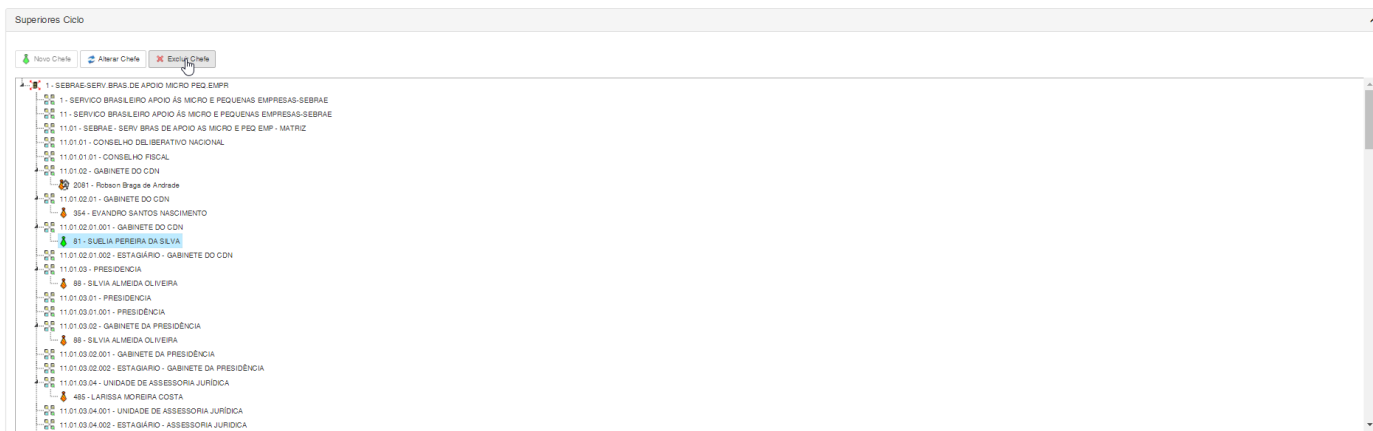 Superiores Ciclo
Novo Chefe Alterar Chefe Excluir Chefe
1 - SEBRAE-SERV.BRAS.DE APOIO MICRO PEQ.EMPR
1 - SERVICO BRASILEIRO APOIO ÀS MICRO E PEQUENAS EMPRESAS-SEBRAE
11 - SERVICO BRASILEIRO APOIO ÀS MICRO E PEQUENAS EMPRESAS-SEBRAE
11.01 - SEBRAE - SERV BRAS DE APOIO AS MICRO E PEQ EMP - MATRIZ
11.01.01 - CONSELHO DELIBERATIVO NACIONAL
11.01.01.01 - CONSELHO FISCAL
11.01.02 - GABINETE DO CDN
2081 - Robson Braga de Andrade
11.01.02.01 - GABINETE DO CDN
354 - EVANDRO SANTOS NASCIMENTO
11.01.02.01.001 - GABINETE DO CDN
81 - SUELIA PEREIRA DA SILVA
11.01.02.01.002 - ESTAGIÁRIO - GABINETE DO CDN
11.01.03 - PRESIDENCIA
88 - SILVIA ALMEIDA OLIVEIRA
11.01.03.01 - PRESIDENCIA
11.01.03.01.001 - PRESIDÊNCIA
11.01.03.02 - GABINETE DA PRESIDÊNCIA
88 - SILVIA ALMEIDA OLIVEIRA
11.01.03.02.001 - GABINETE DA PRESIDÊNCIA
11.01.03.02.002 - ESTAGIARIO - GABINETE DA PRESIDÊNCIA
11.01.03.04 - UNIDADE DE ASSESSORIA JURÍDICA
485 - LARISSA MOREIRA COSTA
11.01.03.04.001 - UNIDADE DE ASSESSORIA JURÍDICA
11.01.03.04.002 - ESTAGIÁRIO - ASSESSORIA JURIDICA